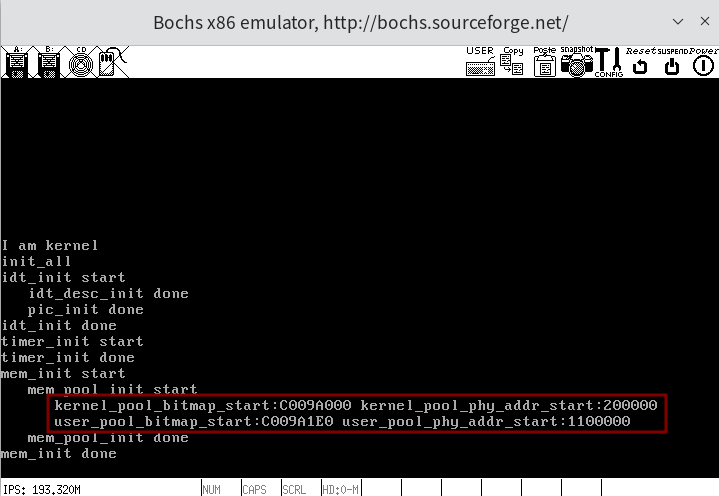 Bochs x86 emulator, http://bochs.sourceforge.net/
A: B: CD USER Copy Paste snapshot CONFIG Reset SUSPEND Power
I am kernel
init_all
idt_init start
idt_desc_init done
pic_init done
idt_init done
timer_init start
timer_init done
mem_init start
mem_pool_init start
kernel_pool_bitmap_start:C009A000 kernel_pool_phy_addr_start:200000
user_pool_bitmap_start:C009A1E0 user_pool_phy_addr_start:1100000
mem_pool_init done
mem_init done
IPS: 193.320M NUM CAPS SCRL HD:0-M